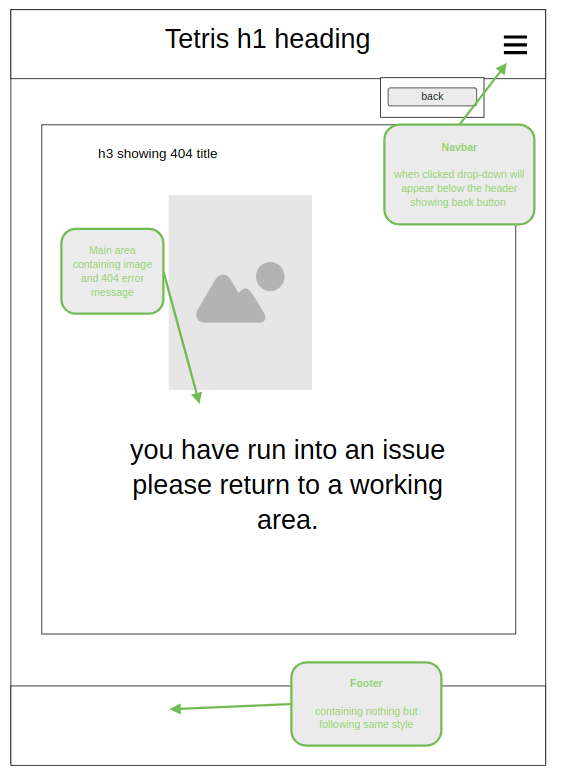 Tetris h1 heading
back
Navbar
when clicked drop-down will
appear below the header
showing back button
h3 showing 404 title
Main area
containing image
and 404 error
message
you have run into an issue
please return to a working
area.
Footer
containing nothing but
following same style